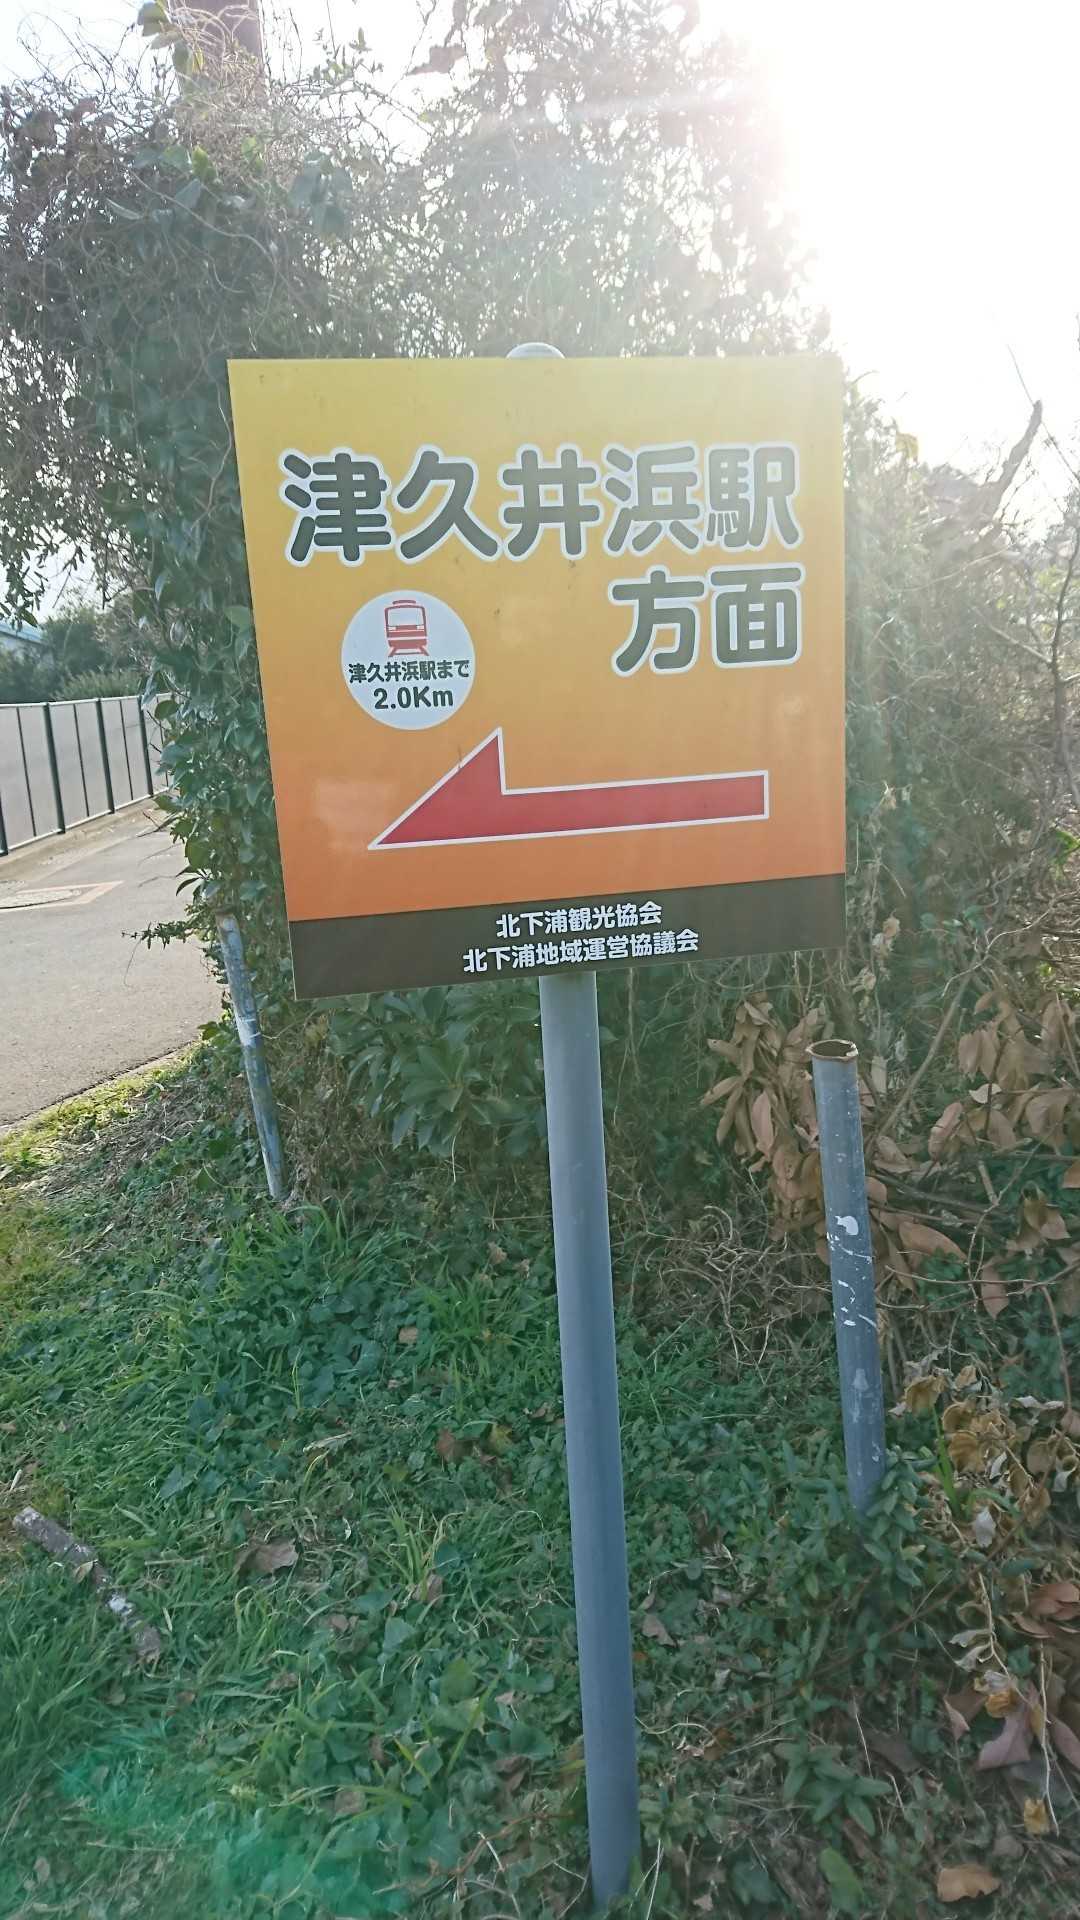 津久井浜駅
方面
津久井浜駅まで
2.0Km
北下浦観光協会
北下浦地域運営協議会